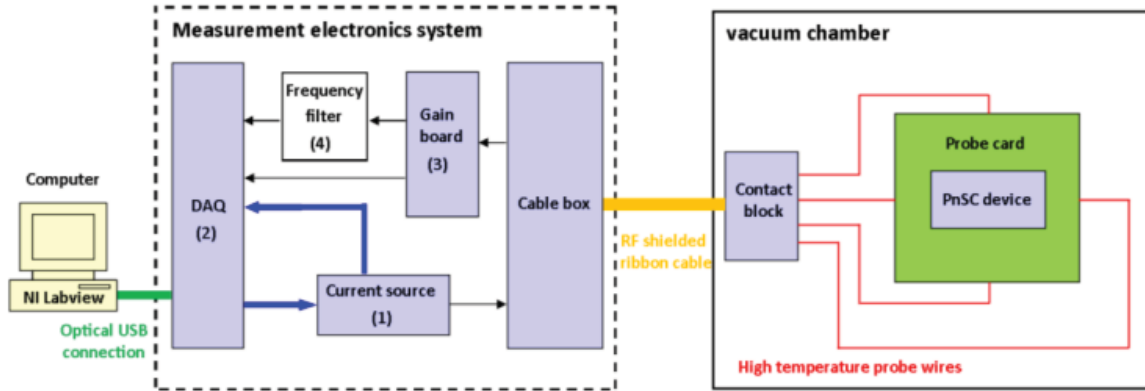 Measurement electronics system
vacuum chamber
Frequency
filter
(4)
Gain
board
(3)
Probe card
Computer
DAQ
(2)
Cable box
Contact
block
PnSC device
RF shielded
ribbon cable
NI Labview
Current source
(1)
Optical USB
connection
High temperature probe wires